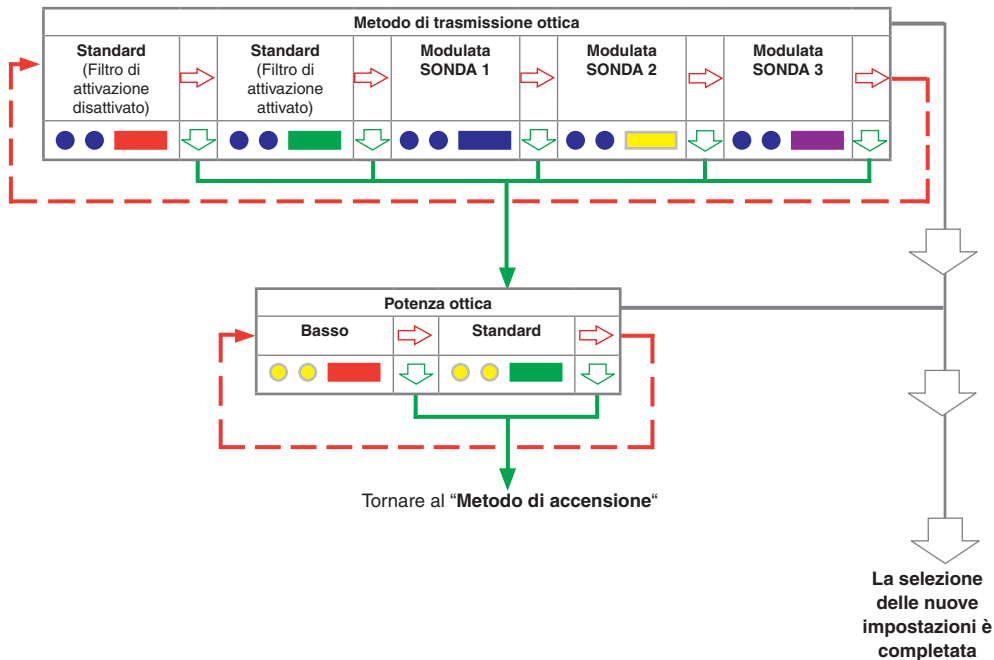 Metodo di trasmissione ottica
Standard
(Filtro di
attivazione
disattivato)
Standard
(Filtro di
attivazione
attivato)
Modulata
SONDA 1
Modulata
SONDA 2
Modulata
SONDA 3
Potenza ottica
Basso
Standard
Tornare al “Metodo di accensione“
La selezione
delle nuove
impostazioni è
completata